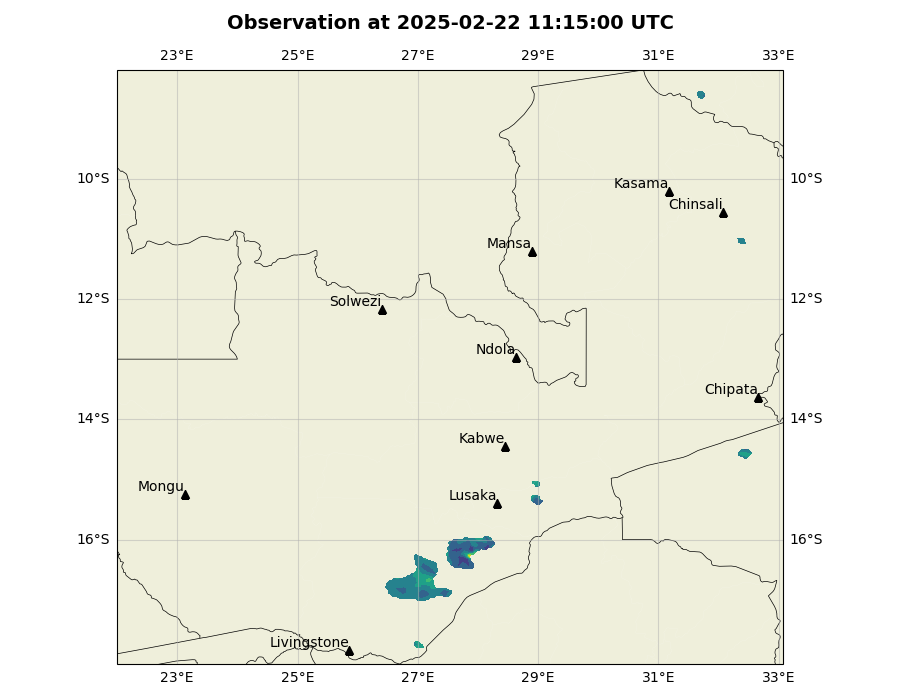 Observation at 2025-02-22 11:15:00 UTC
23°E 25°E 27°E 29°E 31°E 33°E
10°S 10°S
Kasama
Chinsali
Mansa
12°S 12°S
Solwezi
Ndola
Chipata
14°S 14°S
Kabwe
Mongu
Lusaka
16°S 16°S
Livingstone
23°E 25°E 27°E 29°E 31°E 33°E